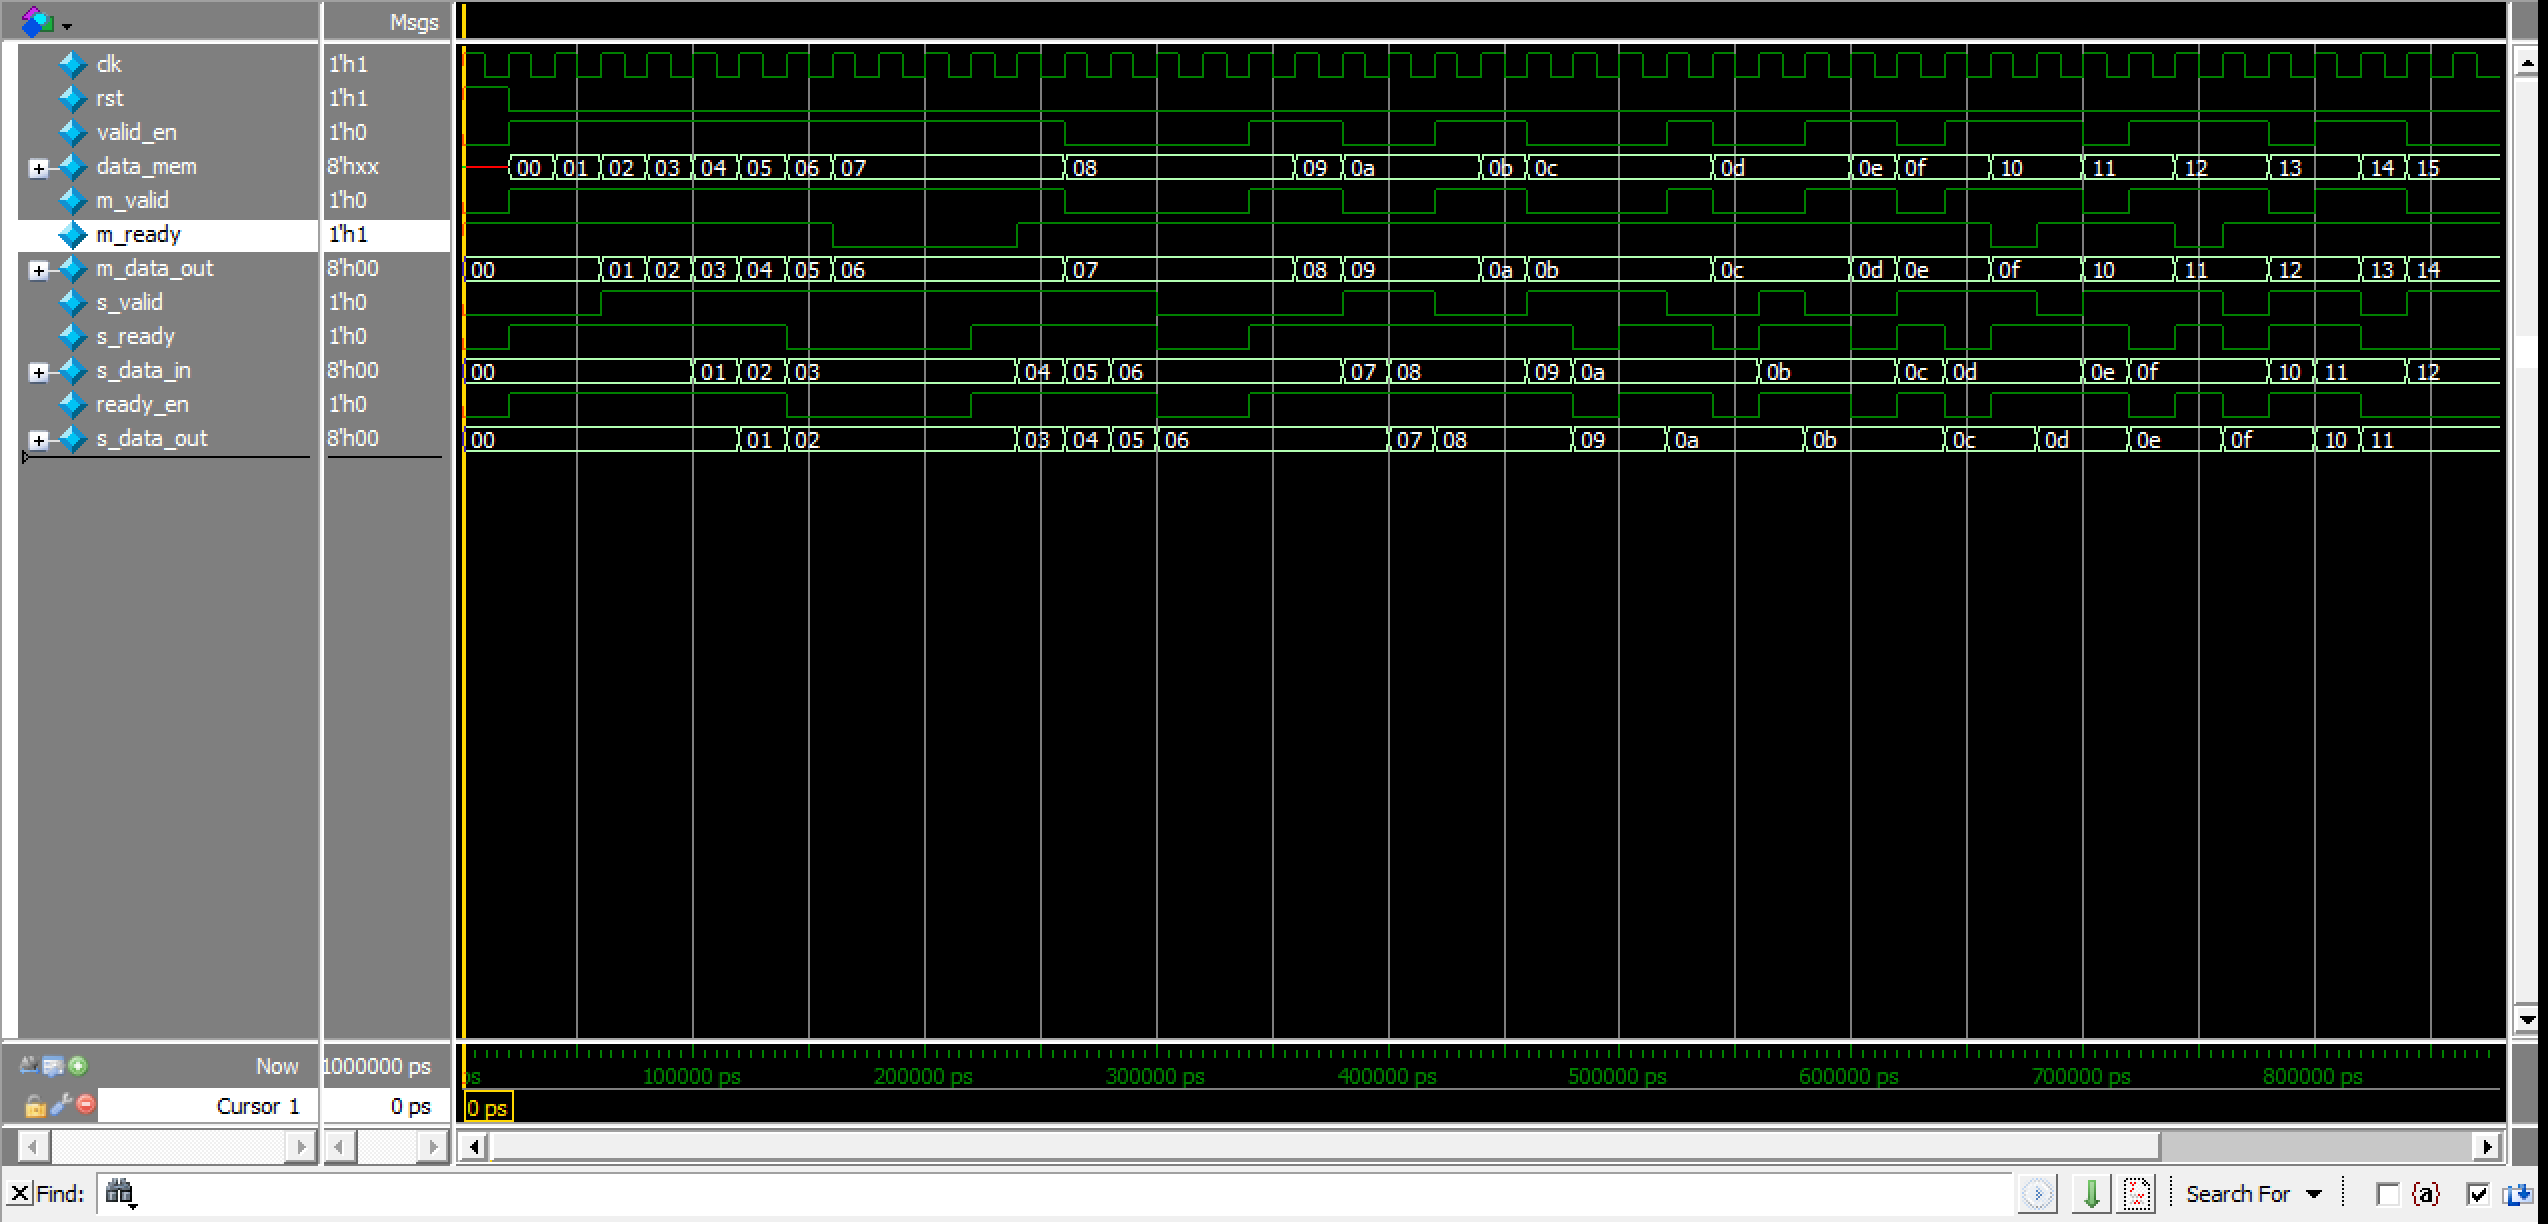 Msgs
clk 1'h1
rst 1'h1
valid_en 1'h0
data_mem 8'hxx 00 01 02 03 04 05 06 07 08 09 0a 0b 0c 0d 0e 0f 10 11 12 13 14 15
m_valid 1'h0
m_ready 1'h1
m_data_out 8'h00 00 01 02 03 04 05 06 07 08 09 0a 0b 0c 0d 0e 0f 10 11 12 13 14
s_valid 1'h0
s_ready 1'h0
s_data_in 8'h00 00 01 02 03 04 05 06 07 08 09 0a 0b 0c 0d 0e 0f 10 11 12
ready_en 1'h0
s_data_out 8'h00 00 01 02 03 04 05 06 07 08 09 0a 0b 0c 0d 0e 0f 10 11
Now 1000000 ps ps 100000 ps 200000 ps 300000 ps 400000 ps 500000 ps 600000 ps 700000 ps 800000 ps
Cursor 1 0 ps 0 ps
Find: Search For {a}